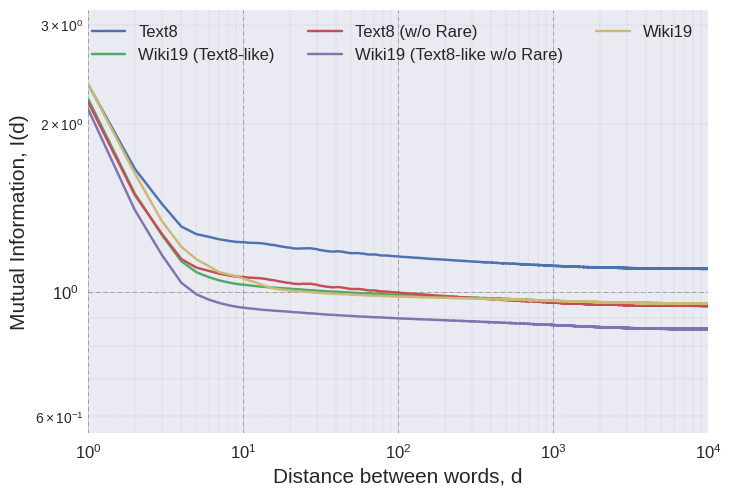 3 × 10⁰
Text8
Text8 (w/o Rare)
Wiki19
Wiki19 (Text8-like)
Wiki19 (Text8-like w/o Rare)
2 × 10⁰
Mutual Information, I(d)
10⁰
6 × 10⁻¹
10⁰ 10¹ 10² 10³ 10⁴
Distance between words, d